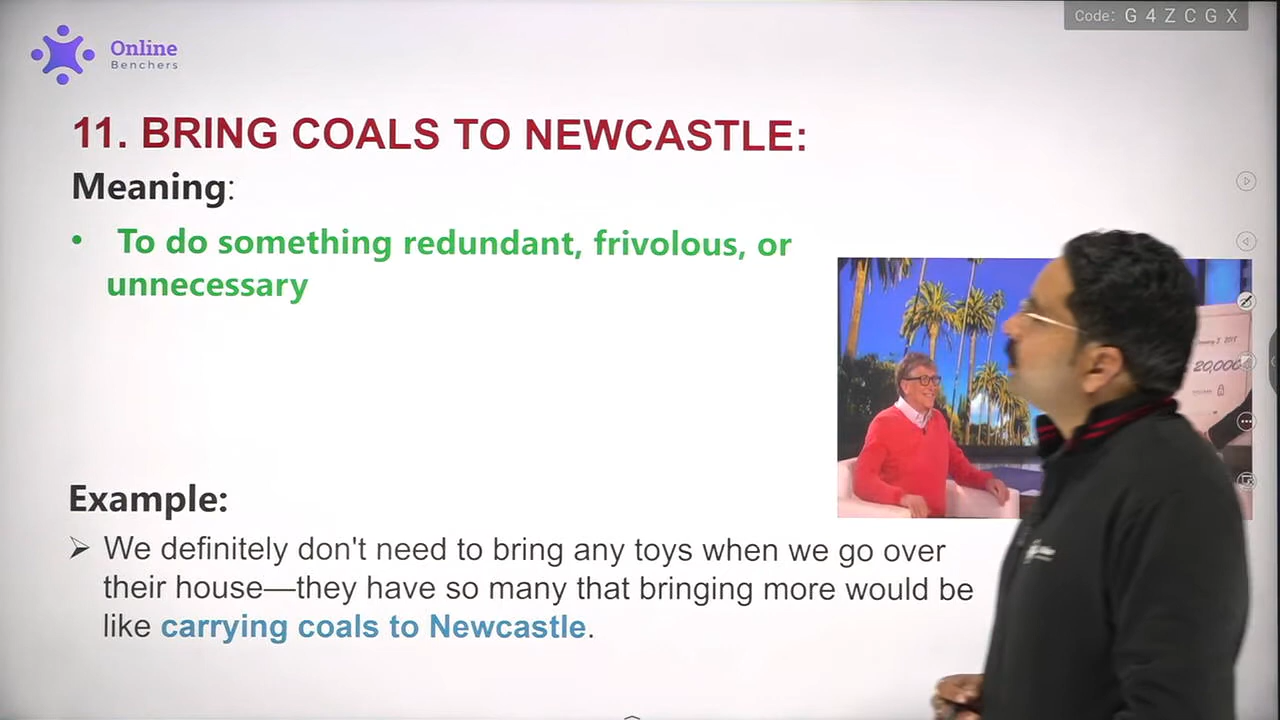 Code: G 4 Z C G X
Online
Benchers
11. BRING COALS TO NEWCASTLE:
Meaning:
• To do something redundant, frivolous, or
unnecessary
20,000
Example:
➢ We definitely don't need to bring any toys when we go over
their house—they have so many that bringing more would be
like carrying coals to Newcastle.